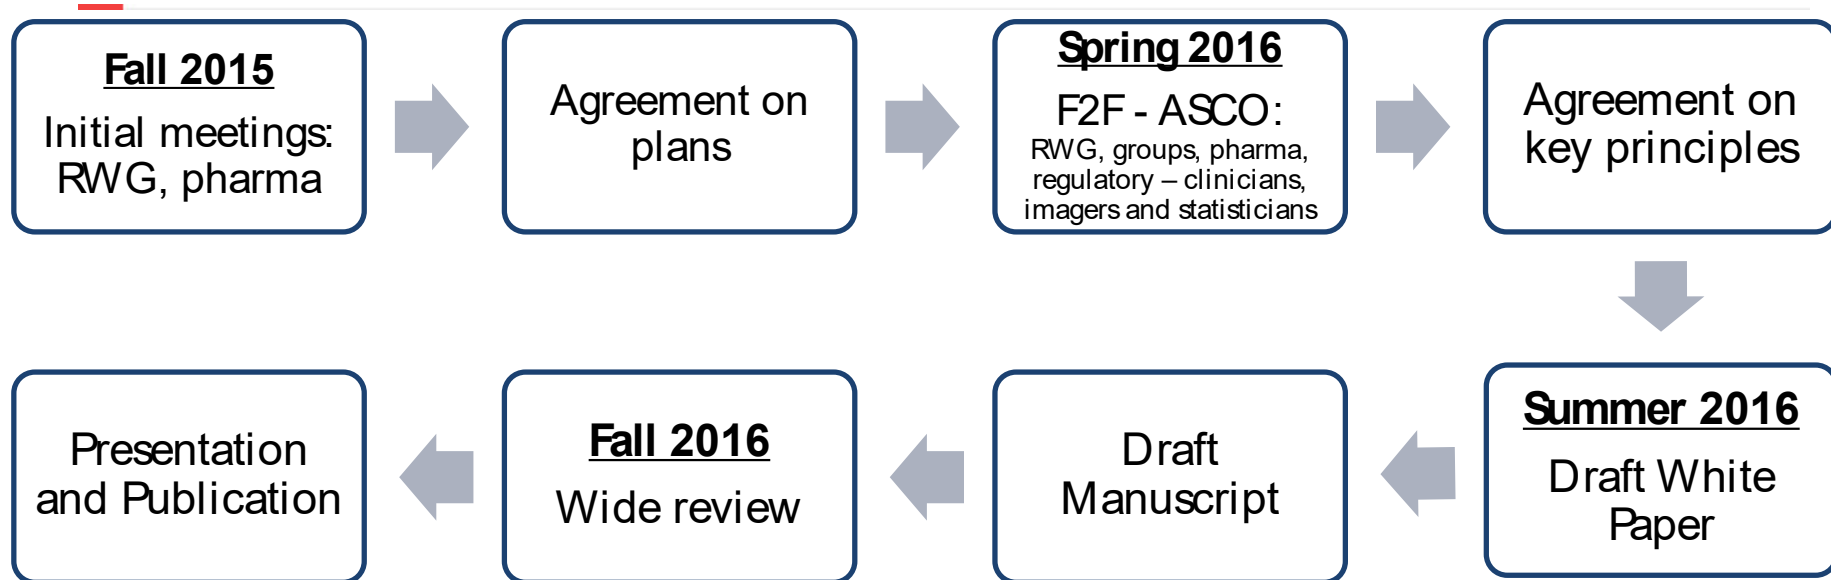 Fall 2015
Initial meetings:
RWG, pharma
Agreement on
plans
Spring 2016
F2F - ASCO:
RWG, groups, pharma,
regulatory – clinicians,
imagers and statisticians
Agreement on
key principles
Summer 2016
Draft White
Paper
Draft
Manuscript
Fall 2016
Wide review
Presentation
and Publication